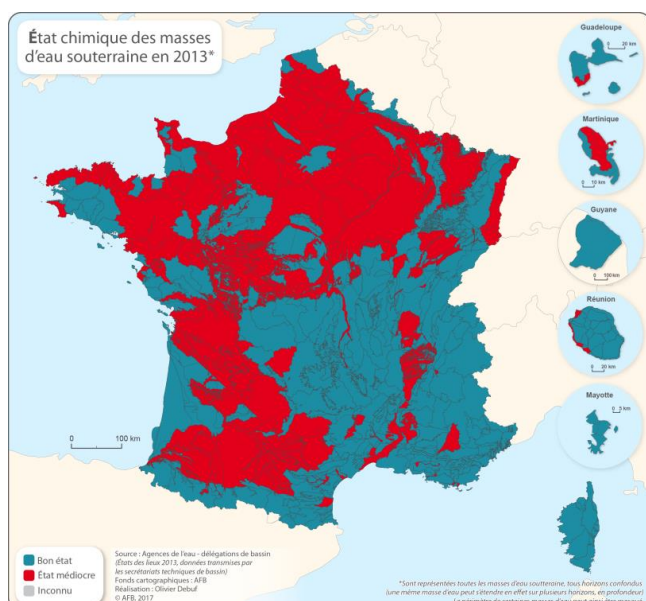 État chimique des masses
d'eau souterraine en 2013*
Guadeloupe
0 20 km
Martinique
0 10 km
Guyane
0 100 km
Réunion
0 20 km
Mayotte
0 5 km
0 100 km
Bon état
État médiocre
Inconnu
Source : Agences de l'eau - délégations de bassin
(États des lieux 2013, données transmises par
les secrétariats techniques de bassin)
Fonds cartographiques : AFB
Réalisation : Olivier Debuf
© AFB, 2017
*Sont représentées toutes les masses d'eau souterraine, tous horizons confondus
(une même masse d'eau peut s'étendre en effet sur plusieurs horizons, en profondeur)